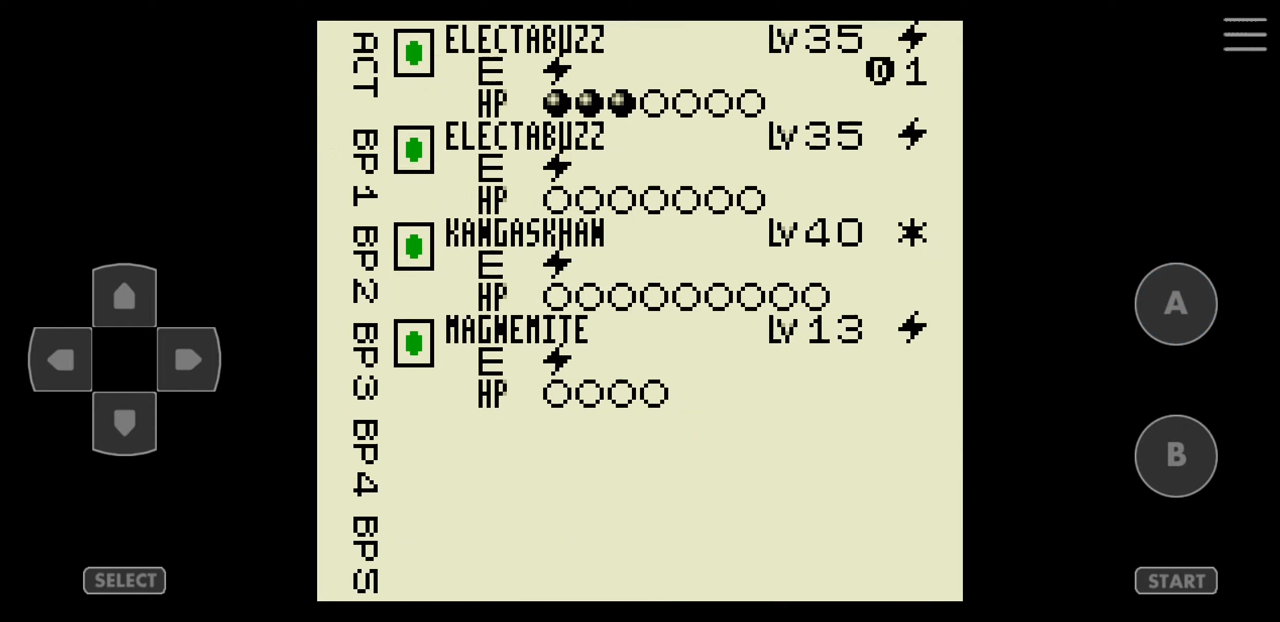 ACT ELECTABUZZ Lv35
E 1
HP
BP1 ELECTABUZZ Lv35
E
HP
BP2 KANGASKHAN Lv40
E
HP
BP3 MAGNEMITE Lv13
E
HP
BP4
BP5
A
B
SELECT
START